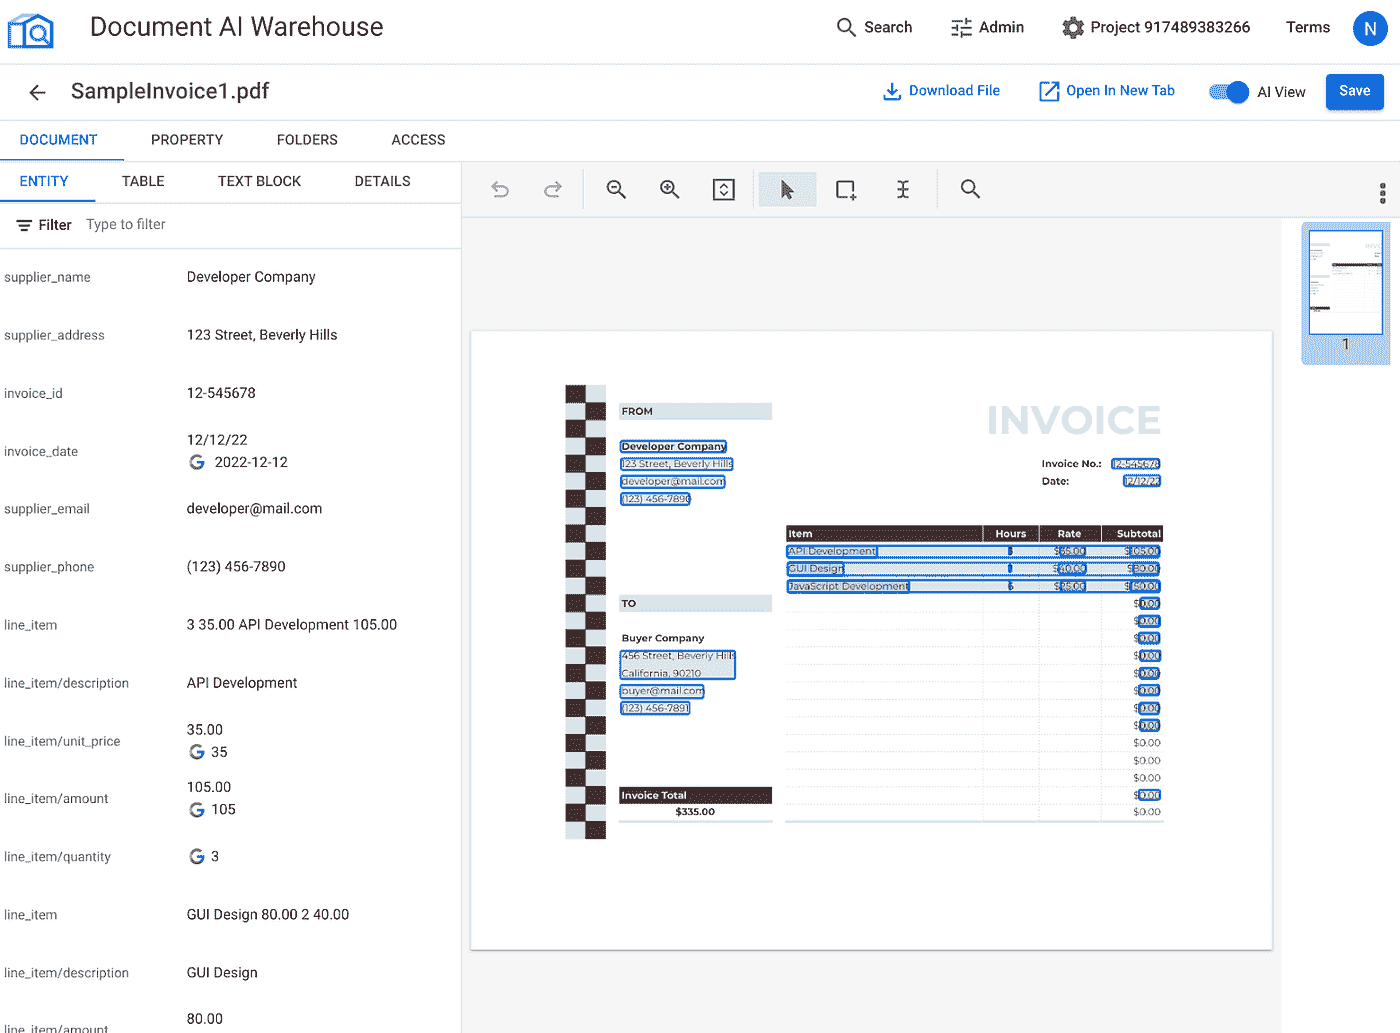 Document AI Warehouse
Search
Admin
Project 917489383266
Terms
N
SampleInvoice1.pdf
Download File
Open In New Tab
AI View
Save
DOCUMENT
PROPERTY
FOLDERS
ACCESS
ENTITY
TABLE
TEXT BLOCK
DETAILS
Filter
Type to filter
supplier_name
Developer Company
supplier_address
123 Street, Beverly Hills
invoice_id
12-545678
invoice_date
12/12/22
2022-12-12
supplier_email
developer@mail.com
supplier_phone
(123) 456-7890
line_item
3 35.00 API Development 105.00
line_item/description
API Development
line_item/unit_price
35.00
35
line_item/amount
105.00
105
line_item/quantity
3
line_item
GUI Design 80.00 2 40.00
line_item/description
GUI Design
line_item/amount
80.00
FROM
Developer Company
123 Street, Beverly Hills
developer@mail.com
(123) 456-7890
INVOICE
Invoice No.: 12-545678
Date: 12/12/22
Item Hours Rate Subtotal
API Development 3 $35.00 $105.00
GUI Design $40.00 $80.00
JavaScript Development 6 $25.00 $150.00
$0.00
$0.00
$0.00
$0.00
$0.00
$0.00
$0.00
$0.00
$0.00
$0.00
$0.00
$0.00
$0.00
TO
Buyer Company
456 Street, Beverly Hills
California, 90210
buyer@mail.com
(123) 456-7891
Invoice Total
$335.00
1